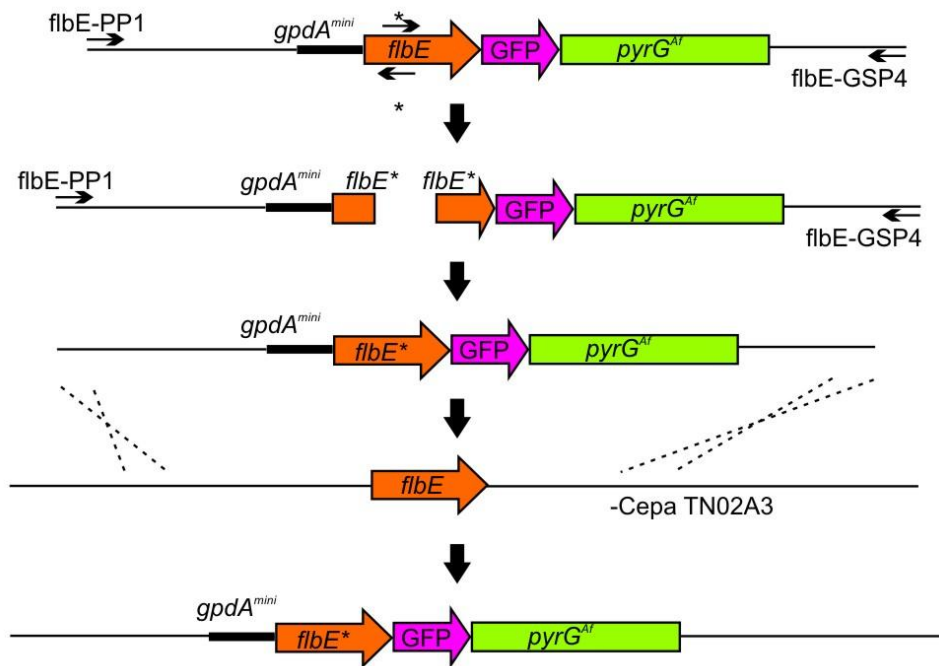 flbE-PP1 gpdA^mini * flbE GFP pyrG^Af flbE-GSP4
*
flbE-PP1 gpdA^mini flbE* flbE* GFP pyrG^Af flbE-GSP4
gpdA^mini flbE* GFP pyrG^Af
flbE
-Cepa TN02A3
gpdA^mini flbE* GFP pyrG^Af